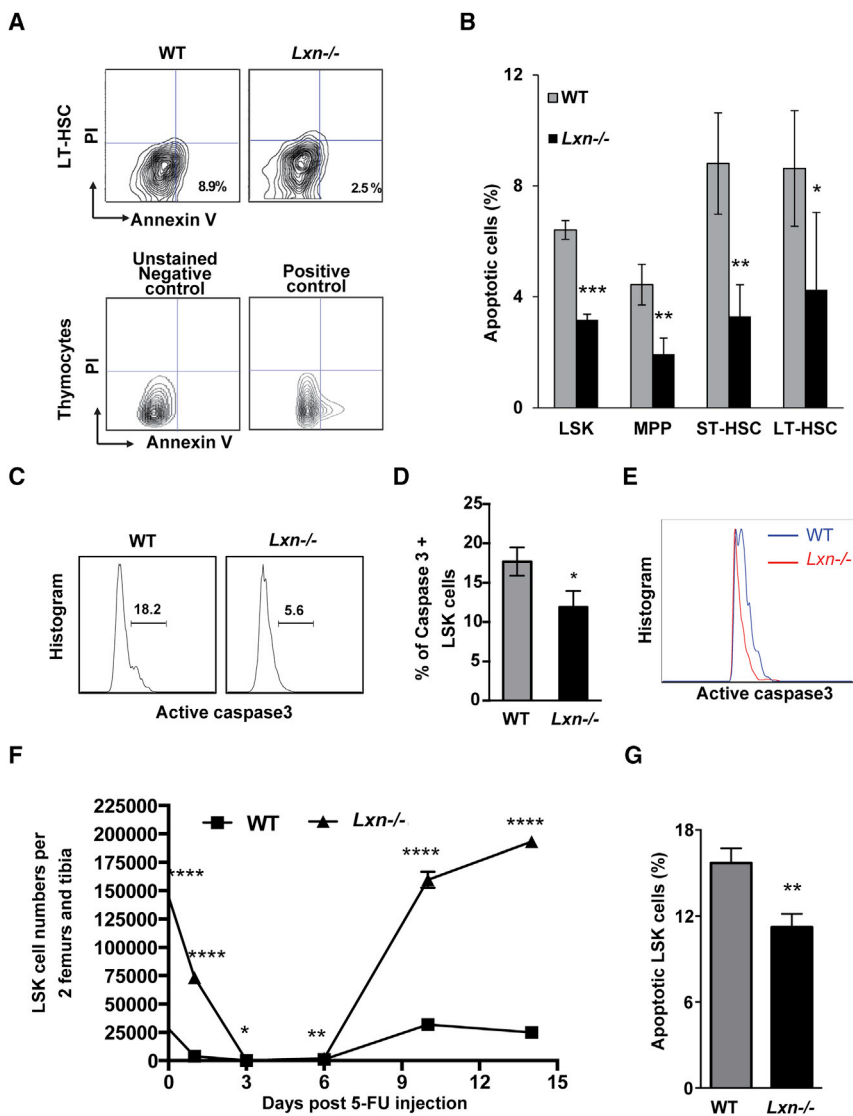 A
WT
Lxn-/-
LT-HSC
PI
8.9%
2.5 %
Annexin V
Unstained
Negative
control
Positive
control
Thymocytes
PI
Annexin V
B
Apoptotic cells (%)
12
8
4
0
WT
Lxn-/-
***
**
**
*
LSK
MPP
ST-HSC
LT-HSC
C
WT
Lxn-/-
Histogram
18.2
5.6
Active caspase3
D
% of Caspase 3 +
LSK cells
25
20
15
10
5
0
*
WT
Lxn-/-
E
Histogram
WT
Lxn-/-
Active caspase3
F
LSK cell numbers per
2 femurs and tibia
225000
200000
175000
150000
125000
100000
75000
50000
25000
0
WT
Lxn-/-
****
****
*
**
****
****
0
3
6
9
12
15
Days post 5-FU injection
G
Apoptotic LSK cells (%)
18
12
6
0
**
WT
Lxn-/-